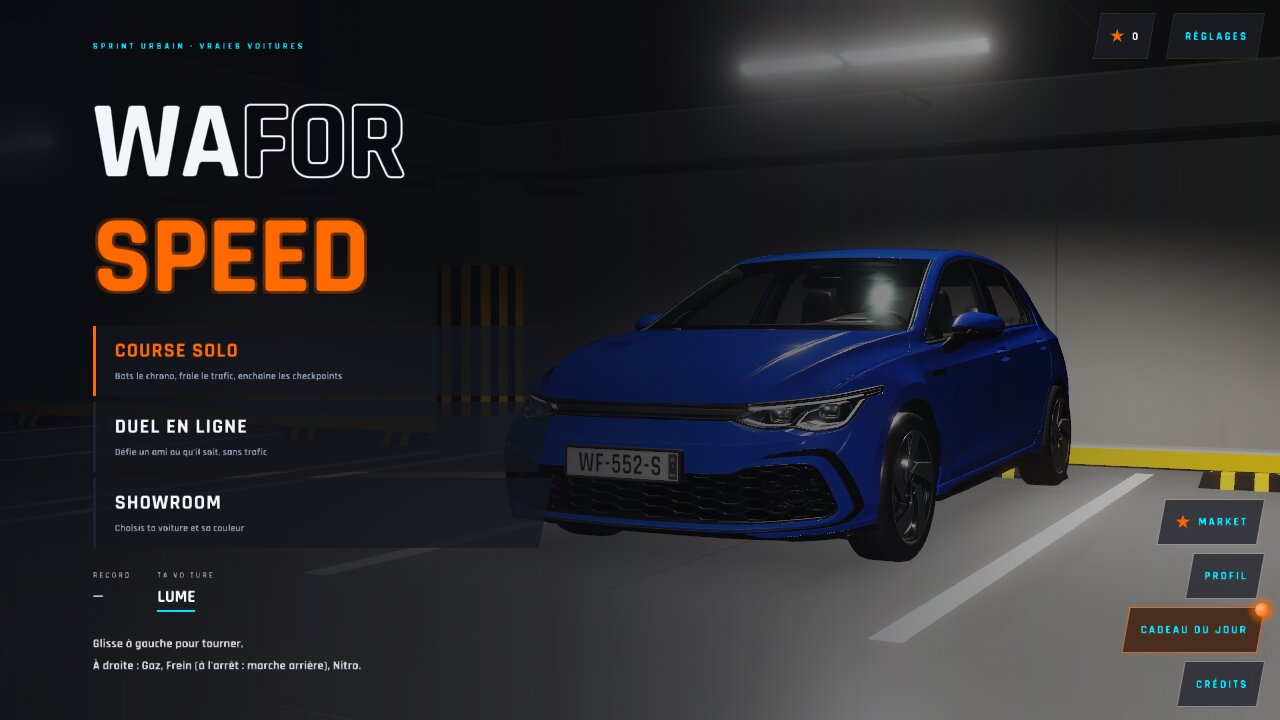 SPRINT URBAIN · VRAIES VOITURES
★ 0
RÉGLAGES
WAFOR
SPEED
COURSE SOLO
Bats le chrono, frôle le trafic, enchaîne les checkpoints
DUEL EN LIGNE
Défie un ami ou qu'il soit, sans trafic
SHOWROOM
Choisis ta voiture et sa couleur
WF-552-S
RECORD
—
TA VOITURE
LUME
Glisse à gauche pour tourner.
À droite : Gaz, Frein (à l'arrêt : marche arrière), Nitro.
★ MARKET
PROFIL
CADEAU DU JOUR
CRÉDITS